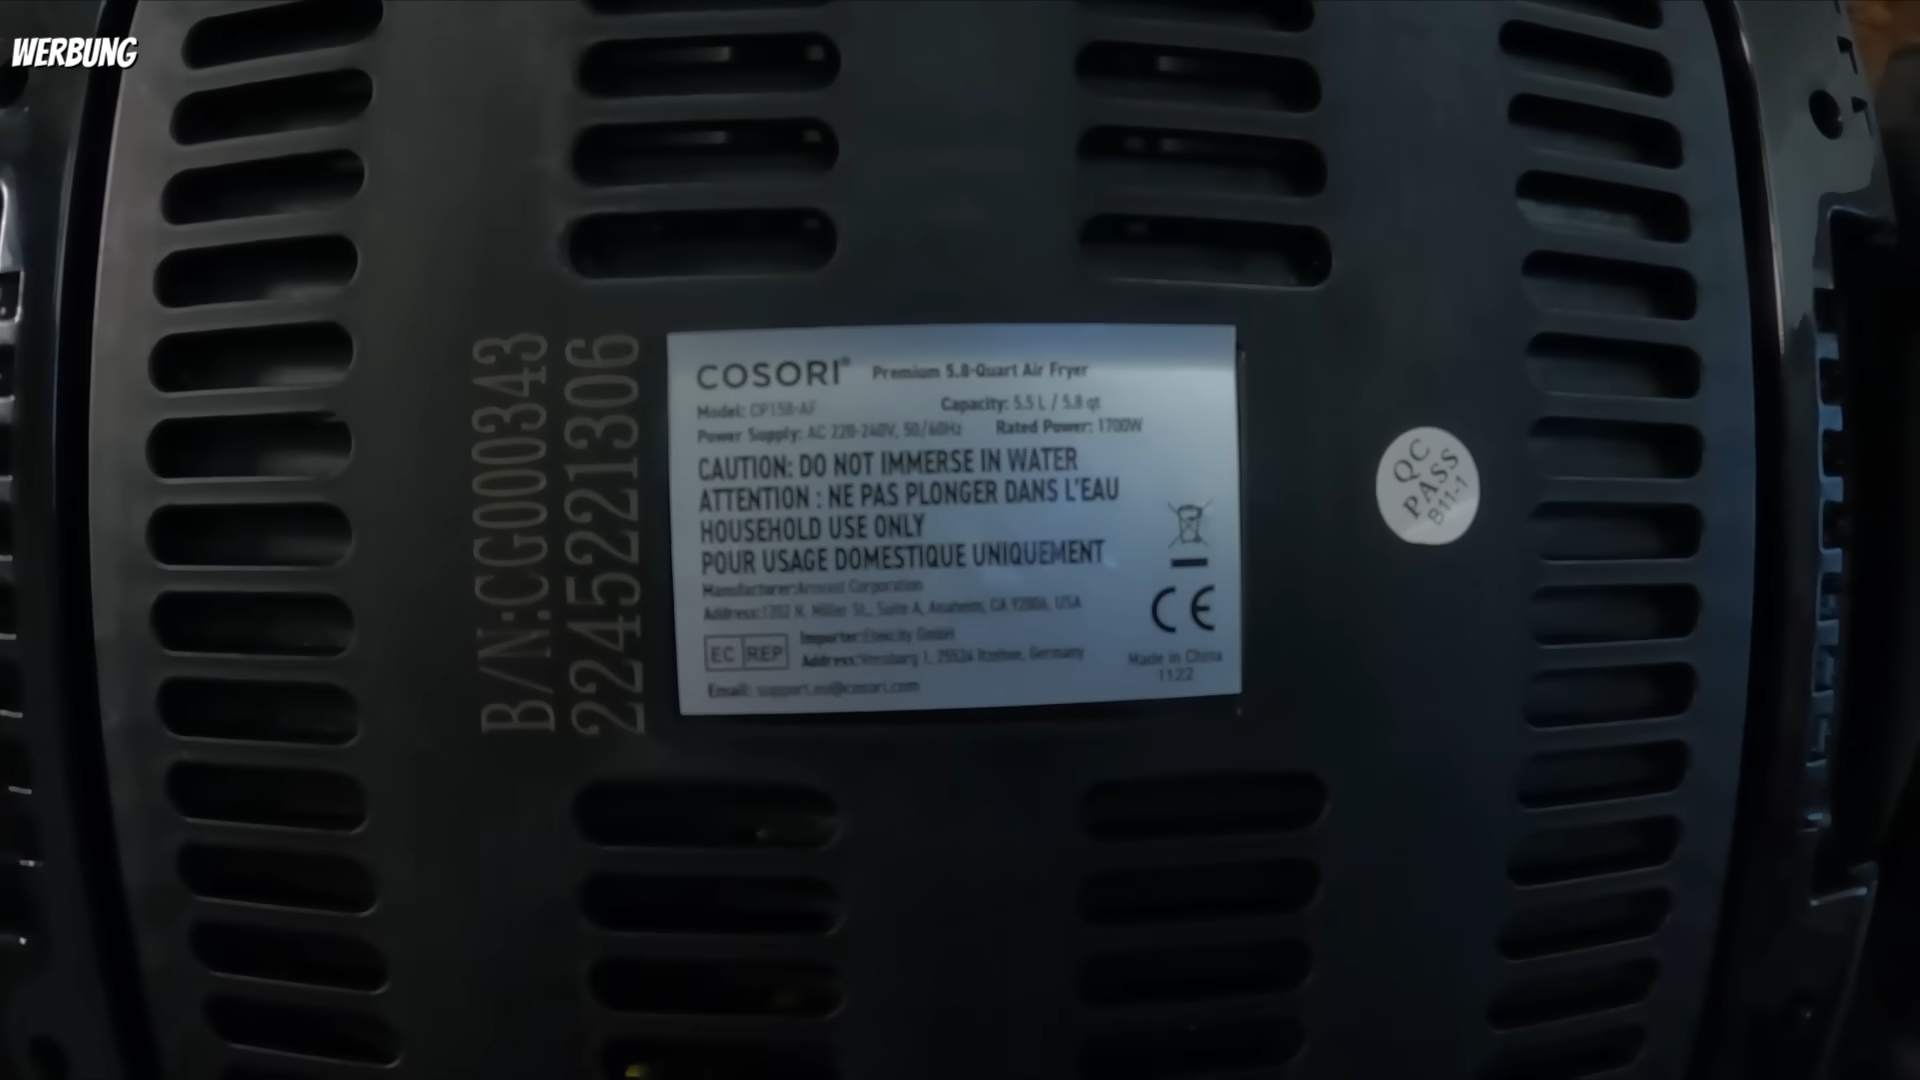 WERBUNG
B/N:CG000343
2245221306
COSORI® Premium 5.8-Quart Air Fryer
Model: CP158-AF Capacity: 5.5 L / 5.8 qt
Power Supply: AC 220-240V, 50/60Hz Rated Power: 1700W
CAUTION: DO NOT IMMERSE IN WATER
ATTENTION : NE PAS PLONGER DANS L'EAU
HOUSEHOLD USE ONLY
POUR USAGE DOMESTIQUE UNIQUEMENT
Manufacturer: Corporation
Address:1202 N. Miller St., Suite A, Anaheim, CA 92806, USA
EC REP
Importer:Etekcity GmbH
Address: 1, 25524 Itzehoe, Germany
Email: support.eu@cosori.com
CE
Made in China
1122
QC
PASS
B11-1